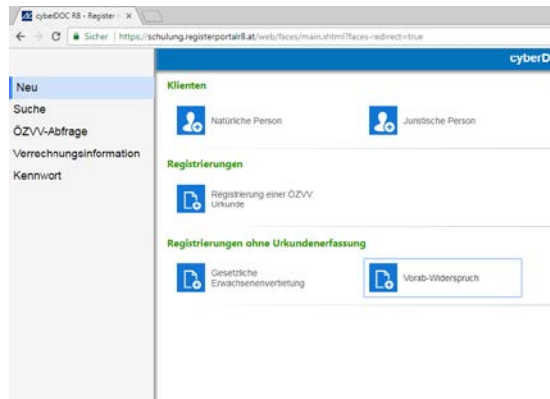 cyberDOC R8 - Register
Sicher | https://schulung.registerportalr8.at/web/faces/main.xhtml?faces-redirect=true
cyberD
Neu
Suche
ÖZVV-Abfrage
Verrechnungsinformation
Kennwort
Klienten
Natürliche Person
Juristische Person
Registrierungen
Registrierung einer ÖZVV
Urkunde
Registrierungen ohne Urkundenerfassung
Gesetzliche
Erwachsenenvertretung
Vorab-Widerspruch